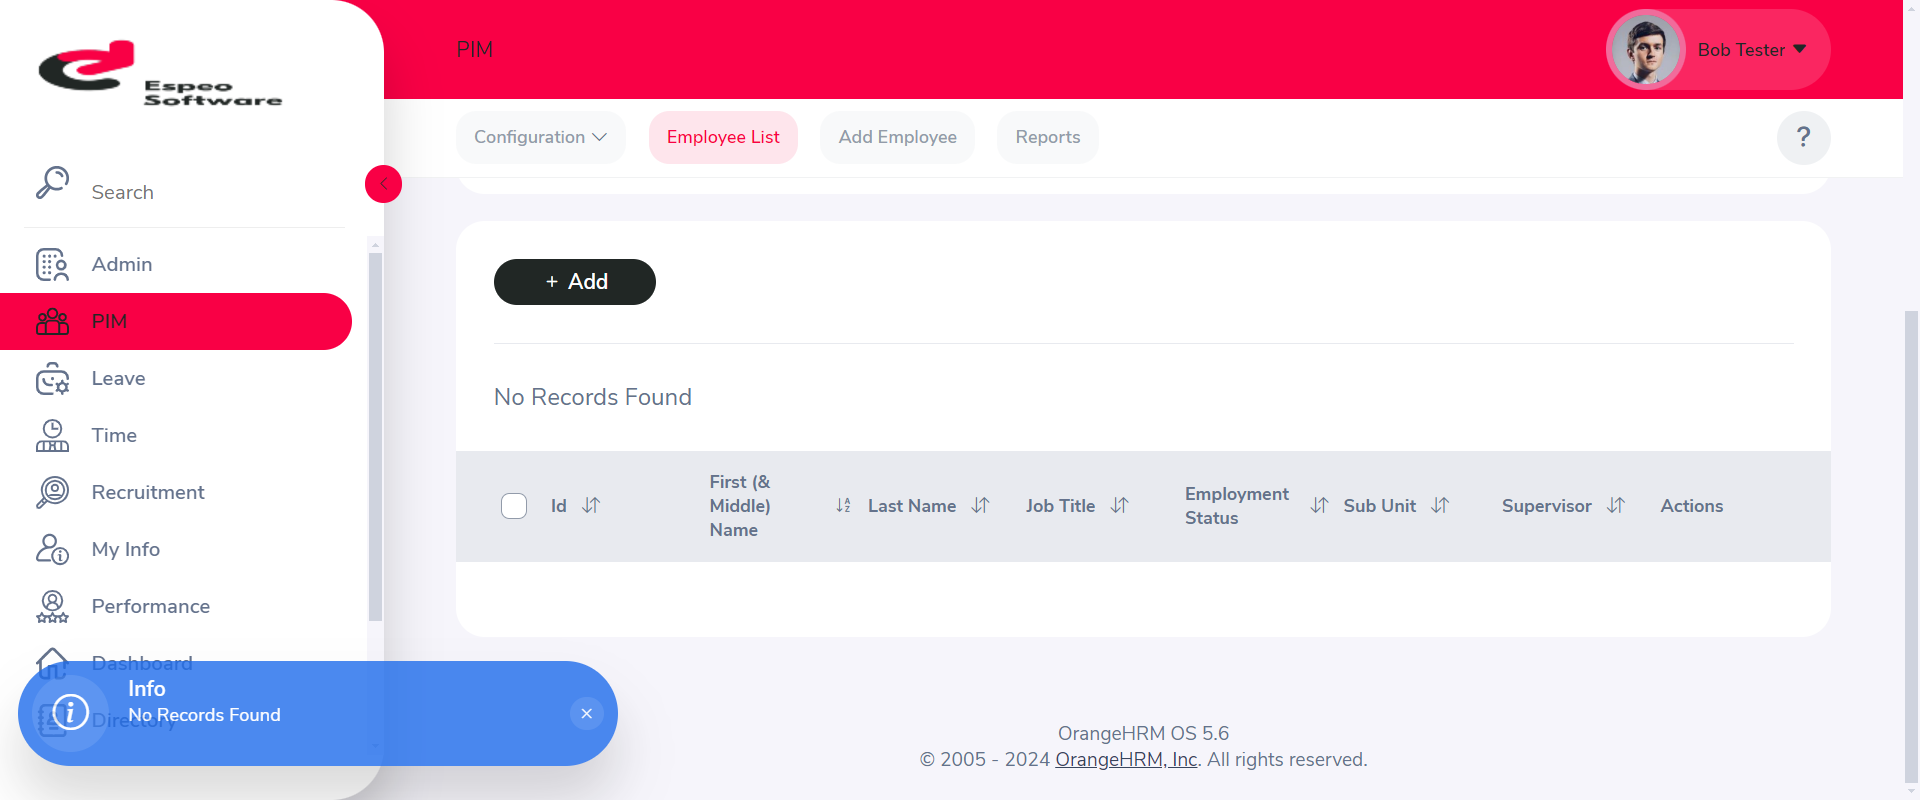 Espeo
Software
Search
Admin
PIM
Leave
Time
Recruitment
My Info
Performance
Dashboard
Directory
PIM
Bob Tester
Configuration
Employee List
Add Employee
Reports
?
+ Add
No Records Found
Id
First (&
Middle)
Name
Last Name
Job Title
Employment
Status
Sub Unit
Supervisor
Actions
Info
No Records Found
OrangeHRM OS 5.6
© 2005 - 2024 OrangeHRM, Inc. All rights reserved.